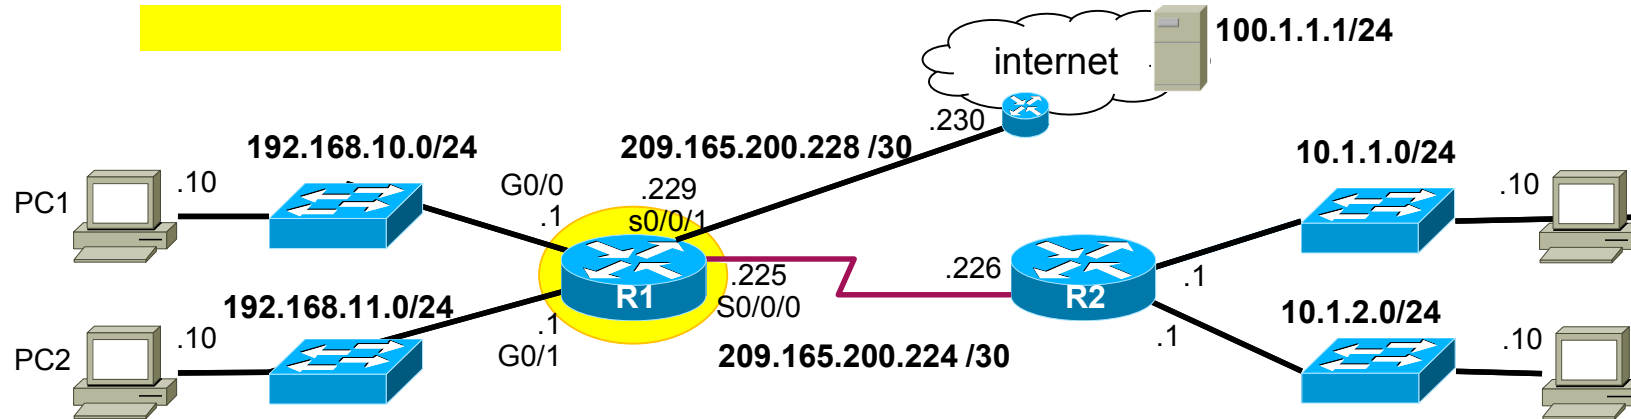 100.1.1.1/24
internet
.230
192.168.10.0/24
209.165.200.228 /30
10.1.1.0/24
PC1
.10
G0/0
.1
.229
s0/0/1
.10
.225
S0/0/0
.226
.1
R1
R2
192.168.11.0/24
.1
G0/1
10.1.2.0/24
.1
PC2
.10
209.165.200.224 /30
.10